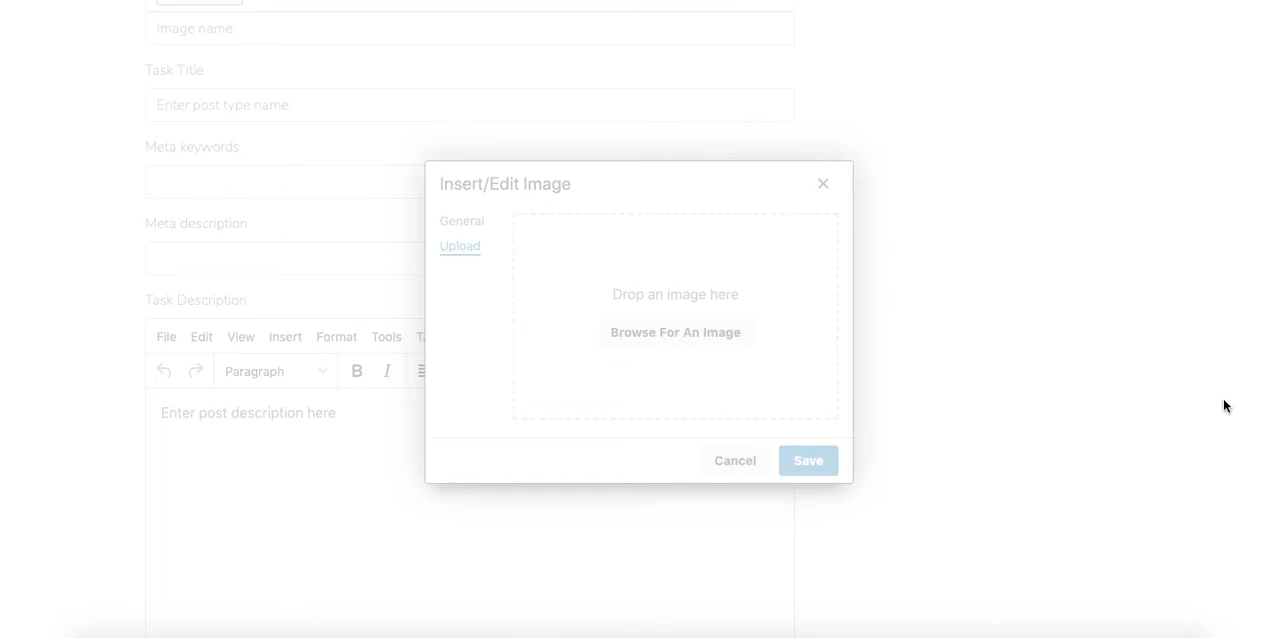 Image name
Task Title
Enter post type name
Meta keywords
Meta description
Task Description
File Edit View Insert Format Tools
Paragraph B I
Enter post description here
Insert/Edit Image
General
Upload
Drop an image here
Browse For An Image
Cancel Save